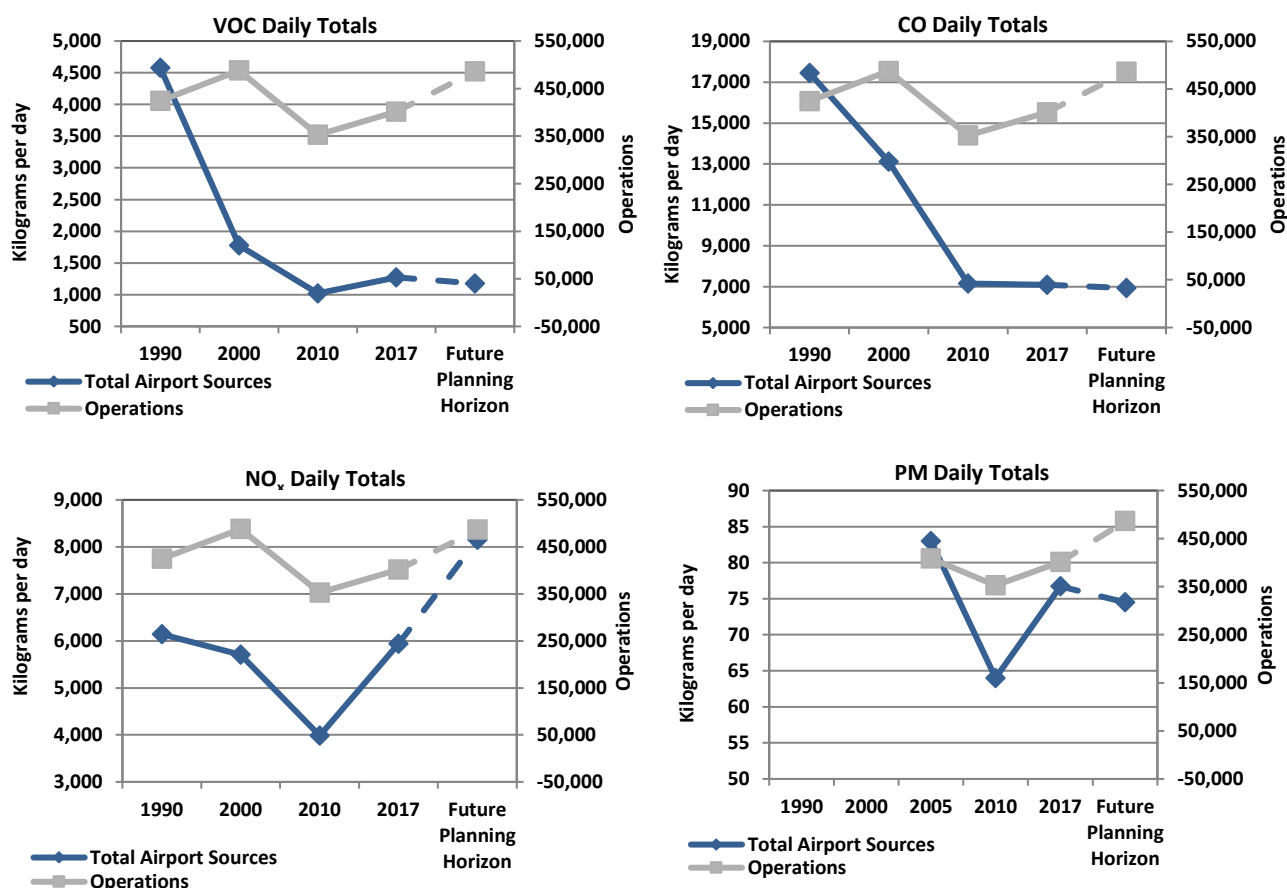 VOC Daily Totals
5,000
4,500
4,000
3,500
3,000
2,500
2,000
1,500
1,000
500
Kilograms per day
550,000
450,000
350,000
250,000
150,000
50,000
-50,000
Operations
1990 2000 2010 2017 Future
Planning
Horizon
Total Airport Sources
Operations
CO Daily Totals
19,000
17,000
15,000
13,000
11,000
9,000
7,000
5,000
Kilograms per day
550,000
450,000
350,000
250,000
150,000
50,000
-50,000
Operations
1990 2000 2010 2017 Future
Planning
Horizon
Total Airport Sources
Operations
NOx Daily Totals
9,000
8,000
7,000
6,000
5,000
4,000
3,000
Kilograms per day
550,000
450,000
350,000
250,000
150,000
50,000
-50,000
Operations
1990 2000 2010 2017 Future
Planning
Horizon
Total Airport Sources
Operations
PM Daily Totals
90
85
80
75
70
65
60
55
50
Kilograms per day
550,000
450,000
350,000
250,000
150,000
50,000
-50,000
Operations
1990 2000 2005 2010 2017 Future
Planning
Horizon
Total Airport Sources
Operations